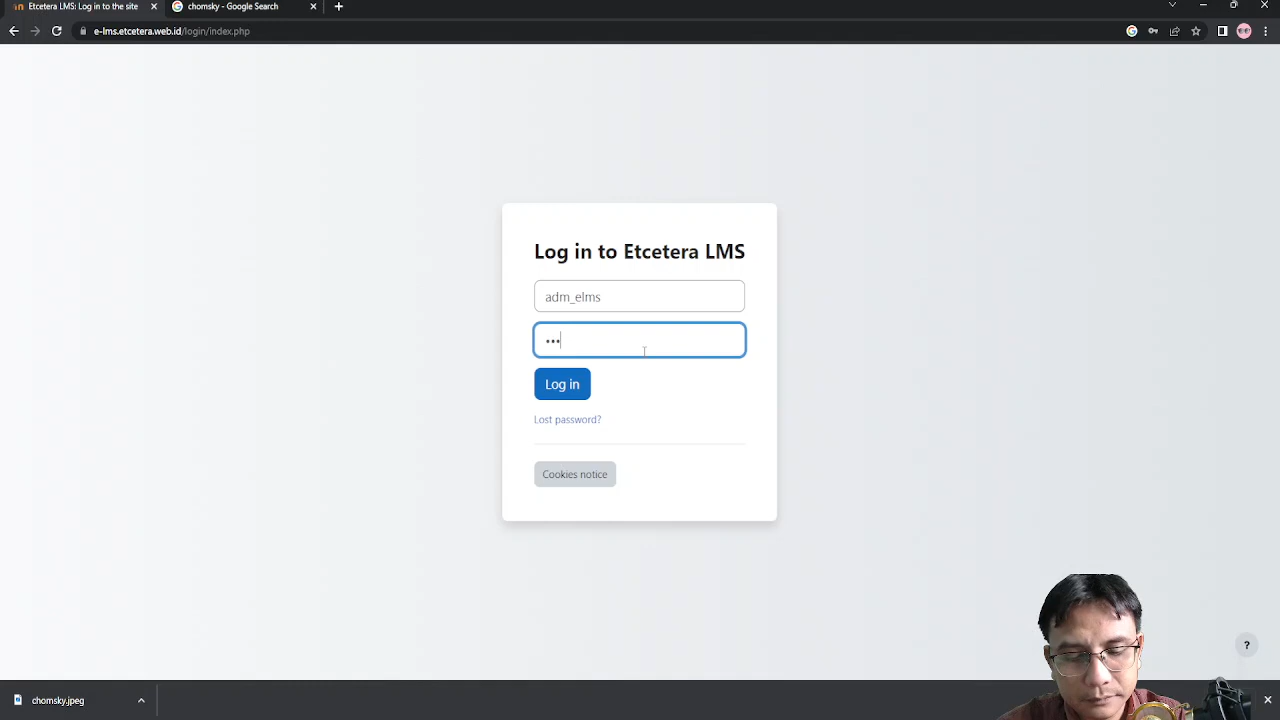 Etcetera LMS: Log in to the site
chomsky - Google Search
e-lms.etcetera.web.id/login/index.php
Log in to Etcetera LMS
adm_elms
•••
Log in
Lost password?
Cookies notice
?
chomsky.jpeg